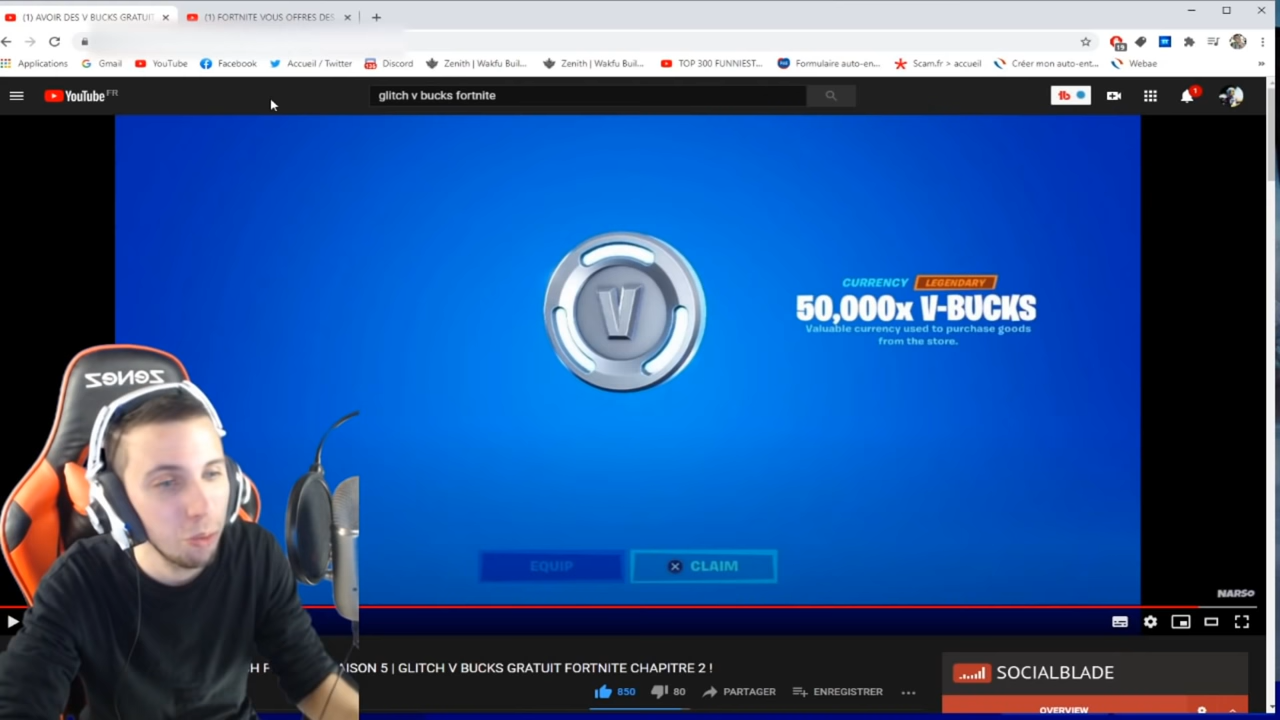 (1) AVOIR DES V BUCKS GRATUIT
(1) FORTNITE VOUS OFFRES DES
Applications
Gmail
YouTube
Facebook
Accueil / Twitter
Discord
Zenith | Wakfu Buil...
Zenith | Wakfu Buil...
TOP 300 FUNNIEST...
Formulaire auto-en...
Scam.fr > accueil
Créer mon auto-ent...
Webae
YouTube FR
glitch v bucks fortnite
CURRENCY LEGENDARY
50,000x V-BUCKS
Valuable currency used to purchase goods
from the store.
ZENEZ
EQUIP
CLAIM
NARSO
AISON 5 | GLITCH V BUCKS GRATUIT FORTNITE CHAPITRE 2 !
850
80
PARTAGER
ENREGISTRER
SOCIALBLADE
OVERVIEW